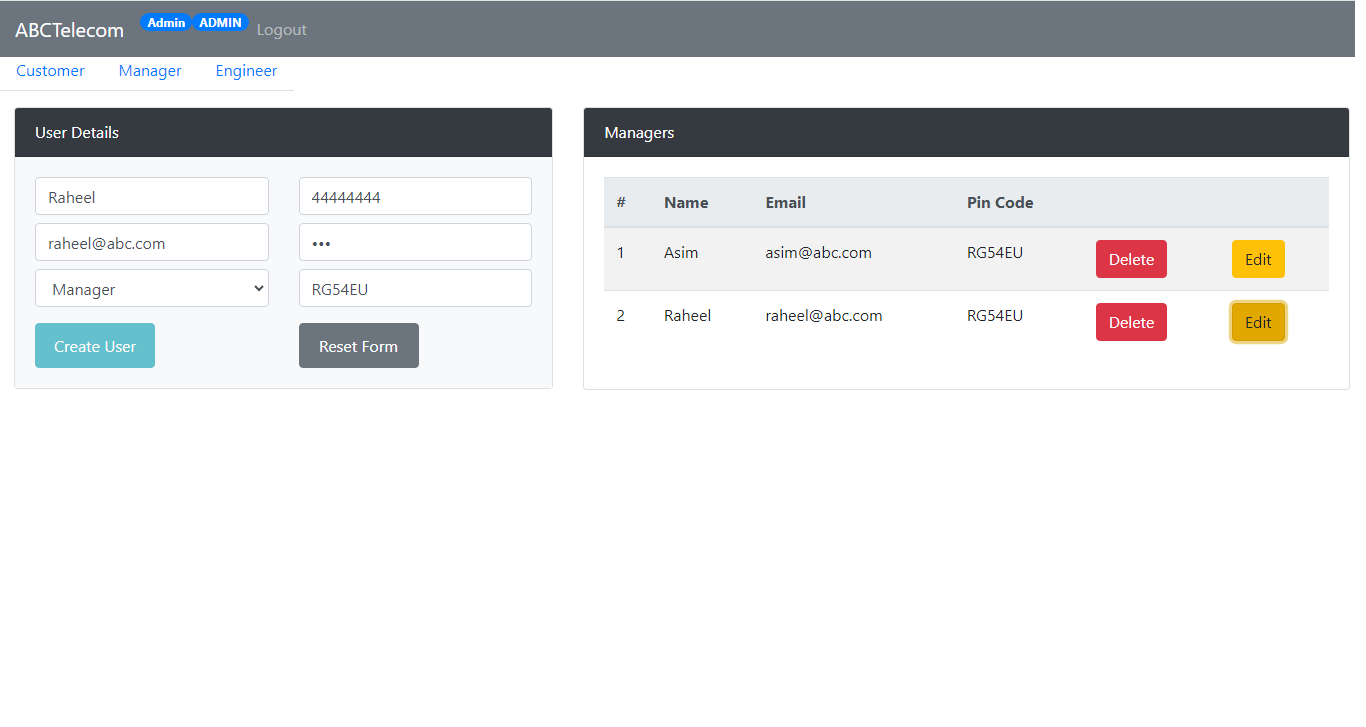 ABCTelecom Admin ADMIN Logout
Customer Manager Engineer
User Details
Raheel 44444444
raheel@abc.com •••
Manager RG54EU
Create User Reset Form
Managers
# Name Email Pin Code
1 Asim asim@abc.com RG54EU Delete Edit
2 Raheel raheel@abc.com RG54EU Delete Edit